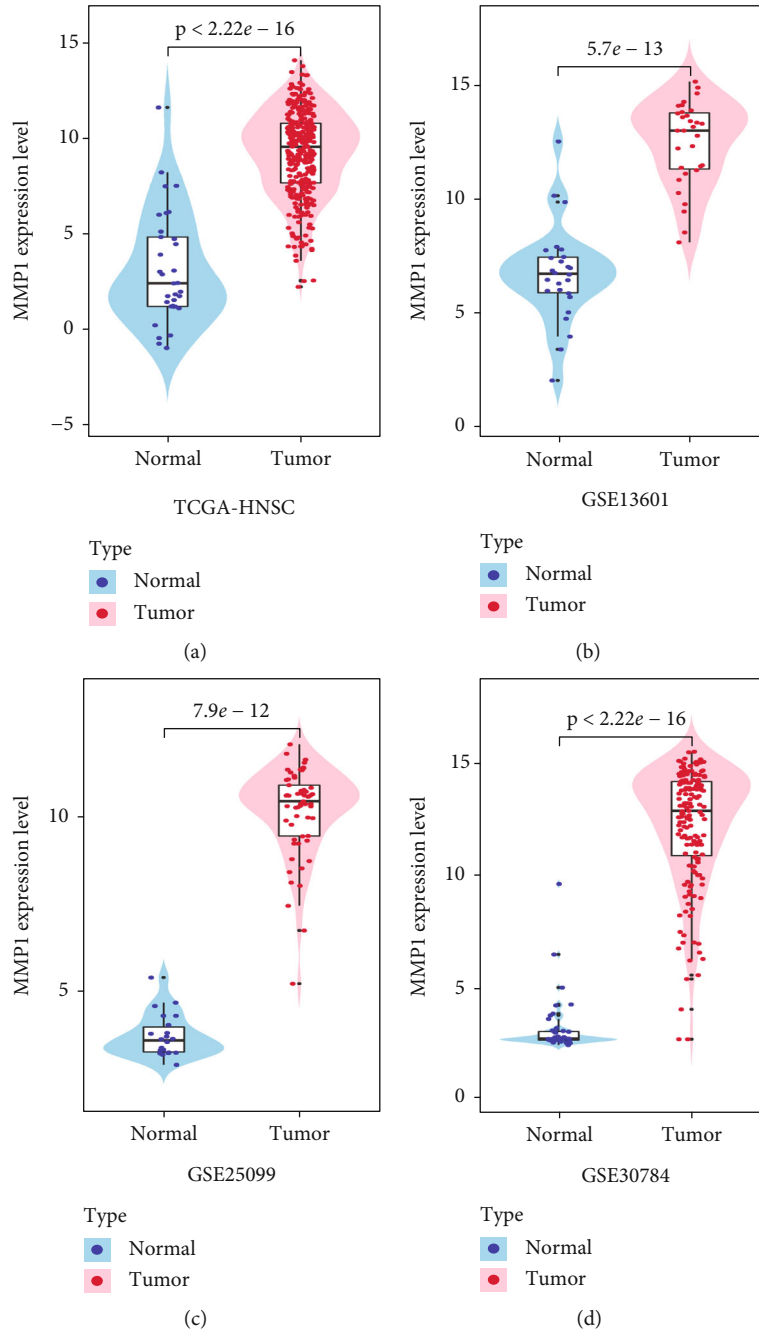 15
10
5
0
−5
MMP1 expression level
p < 2.22e − 16
Normal
Tumor
TCGA-HNSC
Type
Normal
Tumor
(a)
15
10
5
0
MMP1 expression level
5.7e − 13
Normal
Tumor
GSE13601
Type
Normal
Tumor
(b)
10
5
MMP1 expression level
7.9e − 12
Normal
Tumor
GSE25099
Type
Normal
Tumor
(c)
15
10
5
0
MMP1 expression level
p < 2.22e − 16
Normal
Tumor
GSE30784
Type
Normal
Tumor
(d)